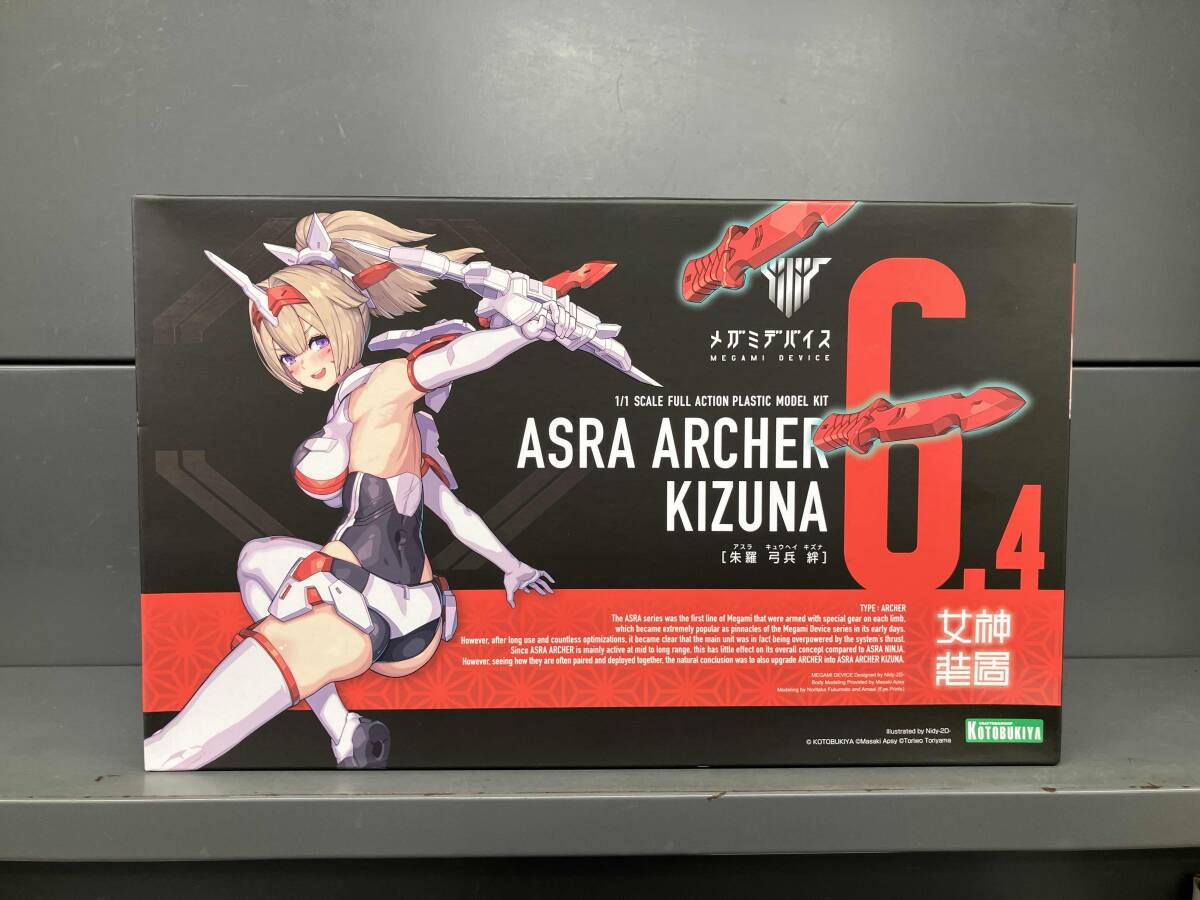 メガミデバイス
MEGAMI DEVICE
1/1 SCALE FULL ACTION PLASTIC MODEL KIT
ASRA ARCHER
KIZUNA
アスラ キュウヘイ キズナ
[朱羅 弓兵 絆]
6.4
TYPE : ARCHER
The ASRA series was the first line of Megami that were armed with special gear on each limb,
which became extremely popular as pinnacles of the Megami Device series in its early days.
However, after long use and countless optimizations, it became clear that the main unit was in fact being overpowered by the system's thrust.
Since ASRA ARCHER is mainly active at mid to long range, this has little effect on its overall concept compared to ASRA NINJA.
However, seeing how they are often paired and deployed together, the natural conclusion was to also upgrade ARCHER into ASRA ARCHER KIZUNA.
MEGAMI DEVICE Designed by Nidy-2D-
Body Modeling Provided by Masaki Apsy
Modeling by Noritaka Fukumoto and Amasi (Eye Prints)
女神
Illustrated by Nidy-2D-
© KOTOBUKIYA ©Masaki Apsy ©Toriwo Toriyama
KOTOBUKIYA